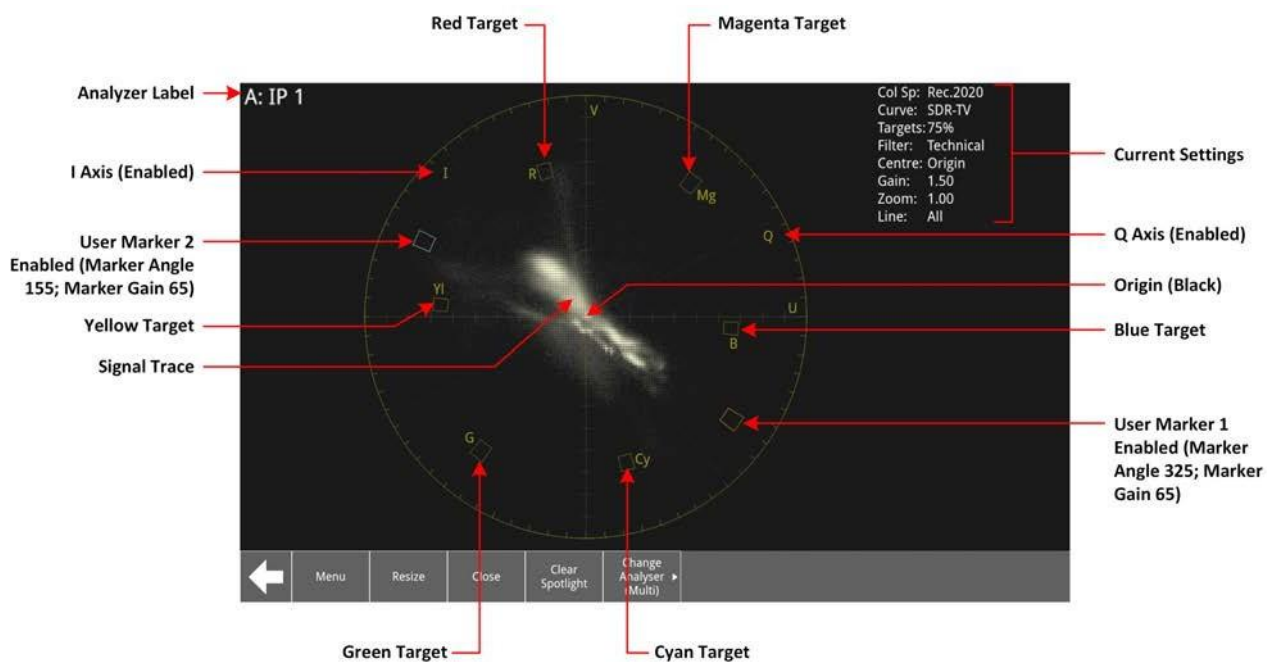 Red Target
Magenta Target
Analyzer Label
A: IP 1
Col Sp: Rec.2020
Curve: SDR-TV
Targets:75%
Filter: Technical
Centre: Origin
Gain: 1.50
Zoom: 1.00
Line: All
Current Settings
V
I Axis (Enabled)
I
R
Mg
Q
Q Axis (Enabled)
User Marker 2
Enabled (Marker Angle
155; Marker Gain 65)
Origin (Black)
Yl
U
Yellow Target
Blue Target
B
Signal Trace
User Marker 1
Enabled (Marker
Angle 325; Marker
Gain 65)
G
Cy
Menu
Resize
Close
Clear
Spotlight
Change
Analyser
(Multi)
Green Target
Cyan Target